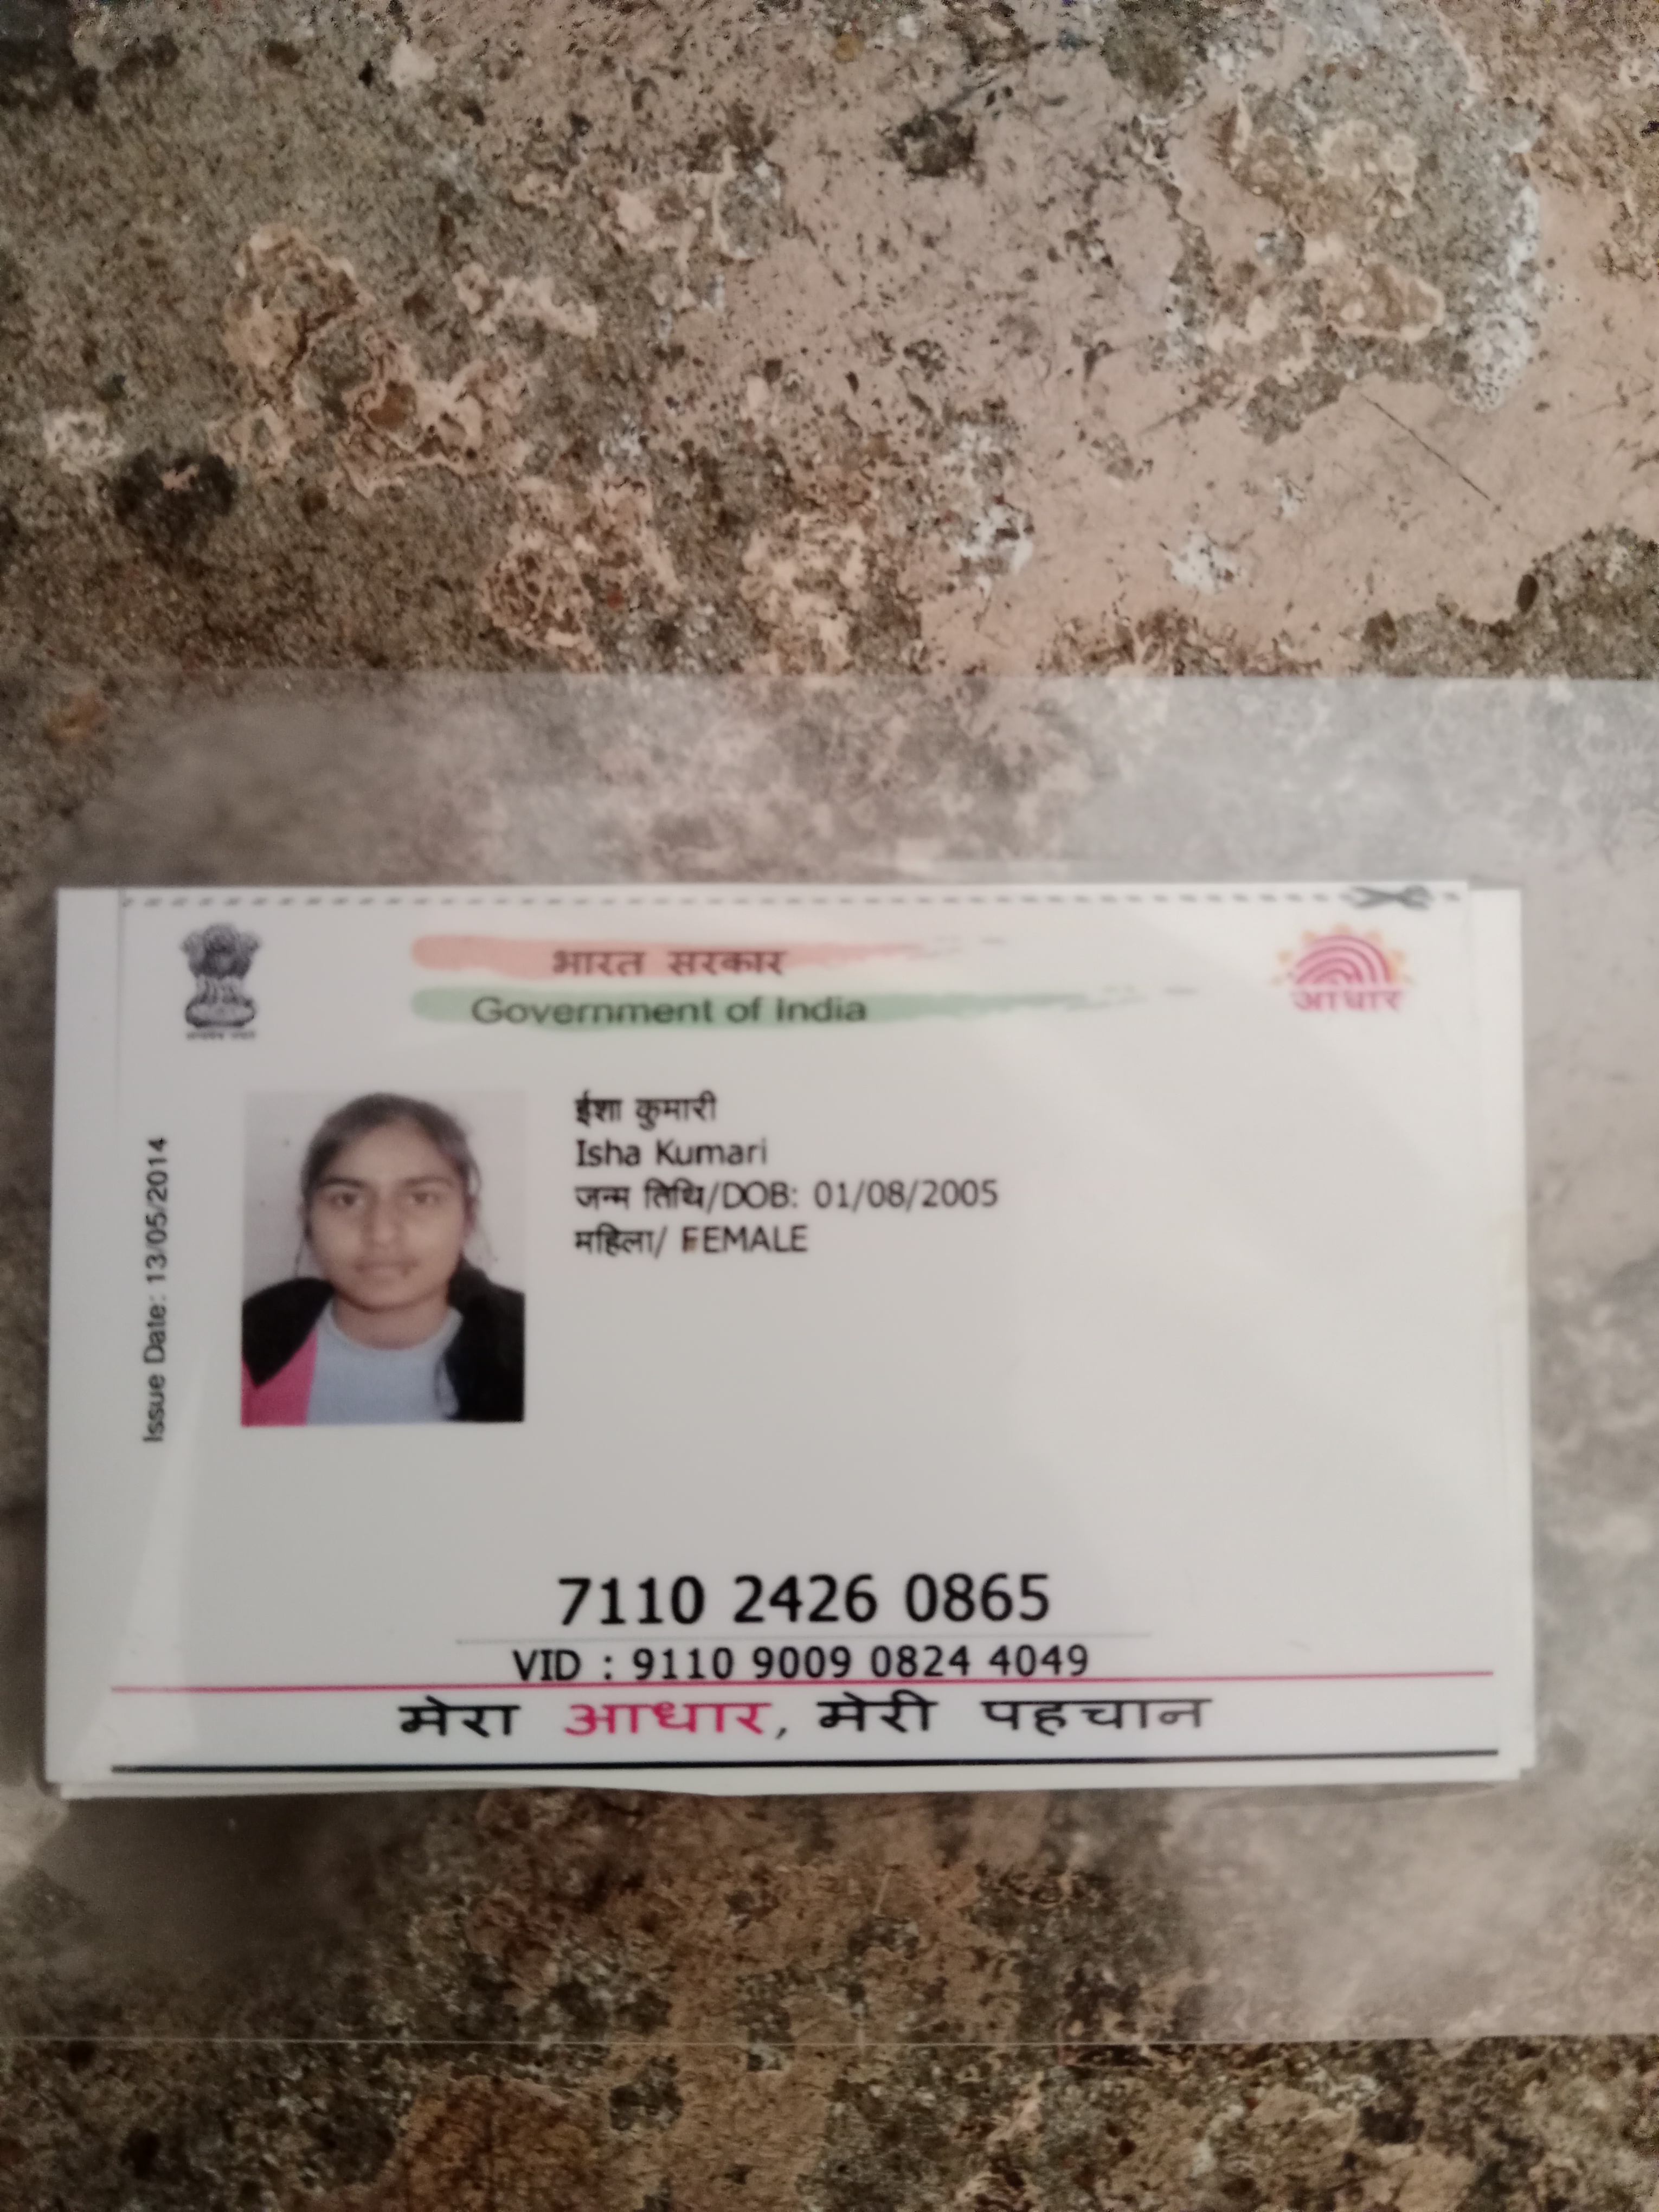 भारत सरकार
Government of India
आधार
Issue Date: 13/05/2014
ईशा कुमारी
Isha Kumari
जन्म तिथि/DOB: 01/08/2005
महिला/ FEMALE
7110 2426 0865
VID : 9110 9009 0824 4049
मेरा आधार, मेरी पहचान